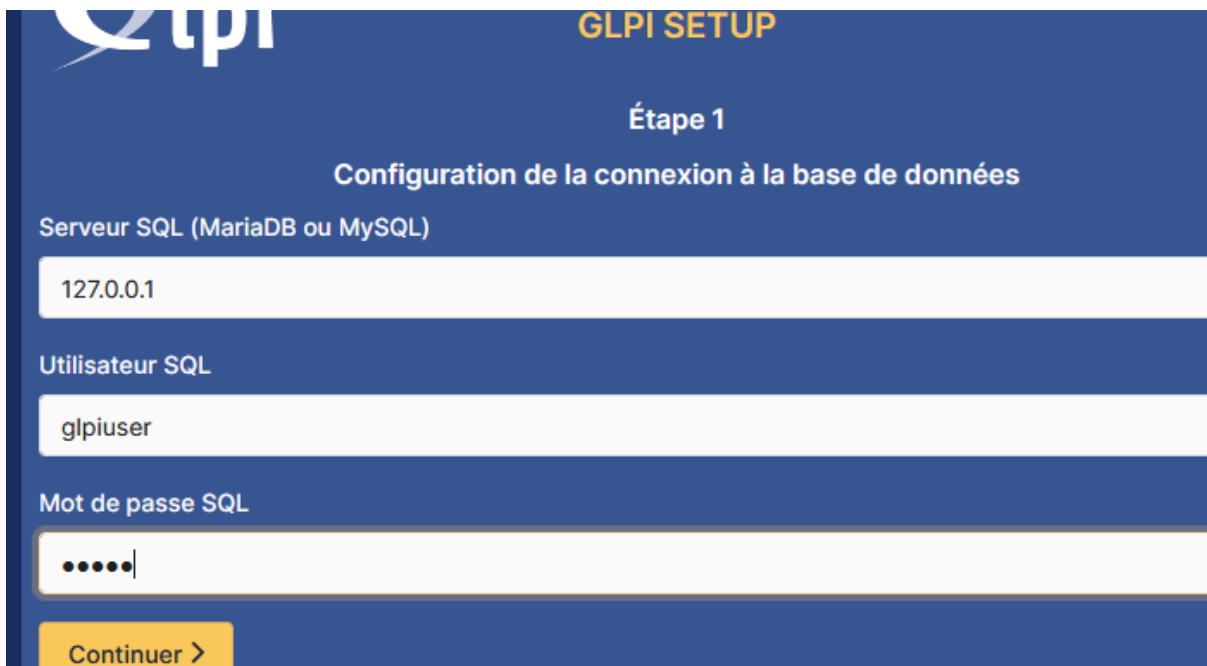 Glpi
GLPI SETUP
Étape 1
Configuration de la connexion à la base de données
Serveur SQL (MariaDB ou MySQL)
127.0.0.1
Utilisateur SQL
glpiuser
Mot de passe SQL
•••••
Continuer >